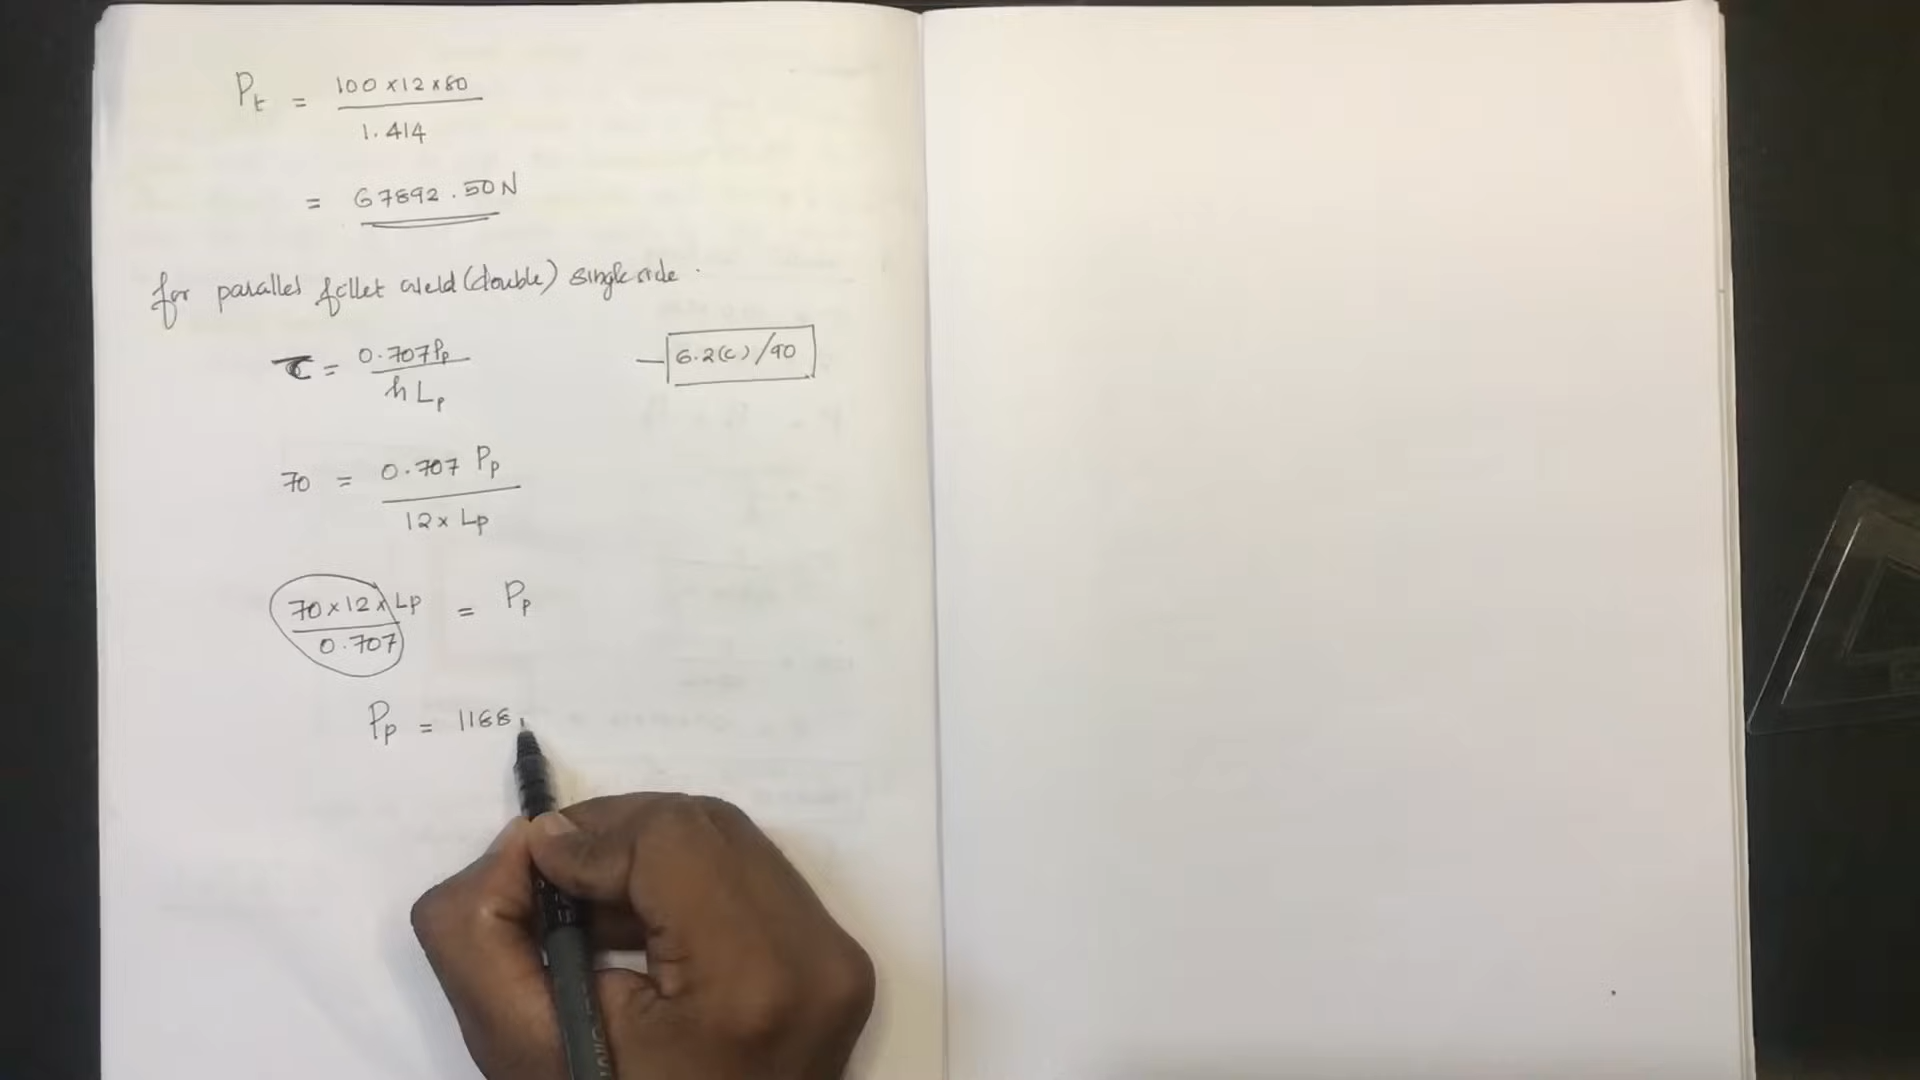 Pt = 100 x 12 x 80 / 1.414
= 67892.50 N
for parallel fillet weld (double) single side.
τ = 0.707 Pp / h Lp — 6.2(c)/90
70 = 0.707 Pp / 12 x Lp
70 x 12 x Lp / 0.707 = Pp
Pp = 1188.